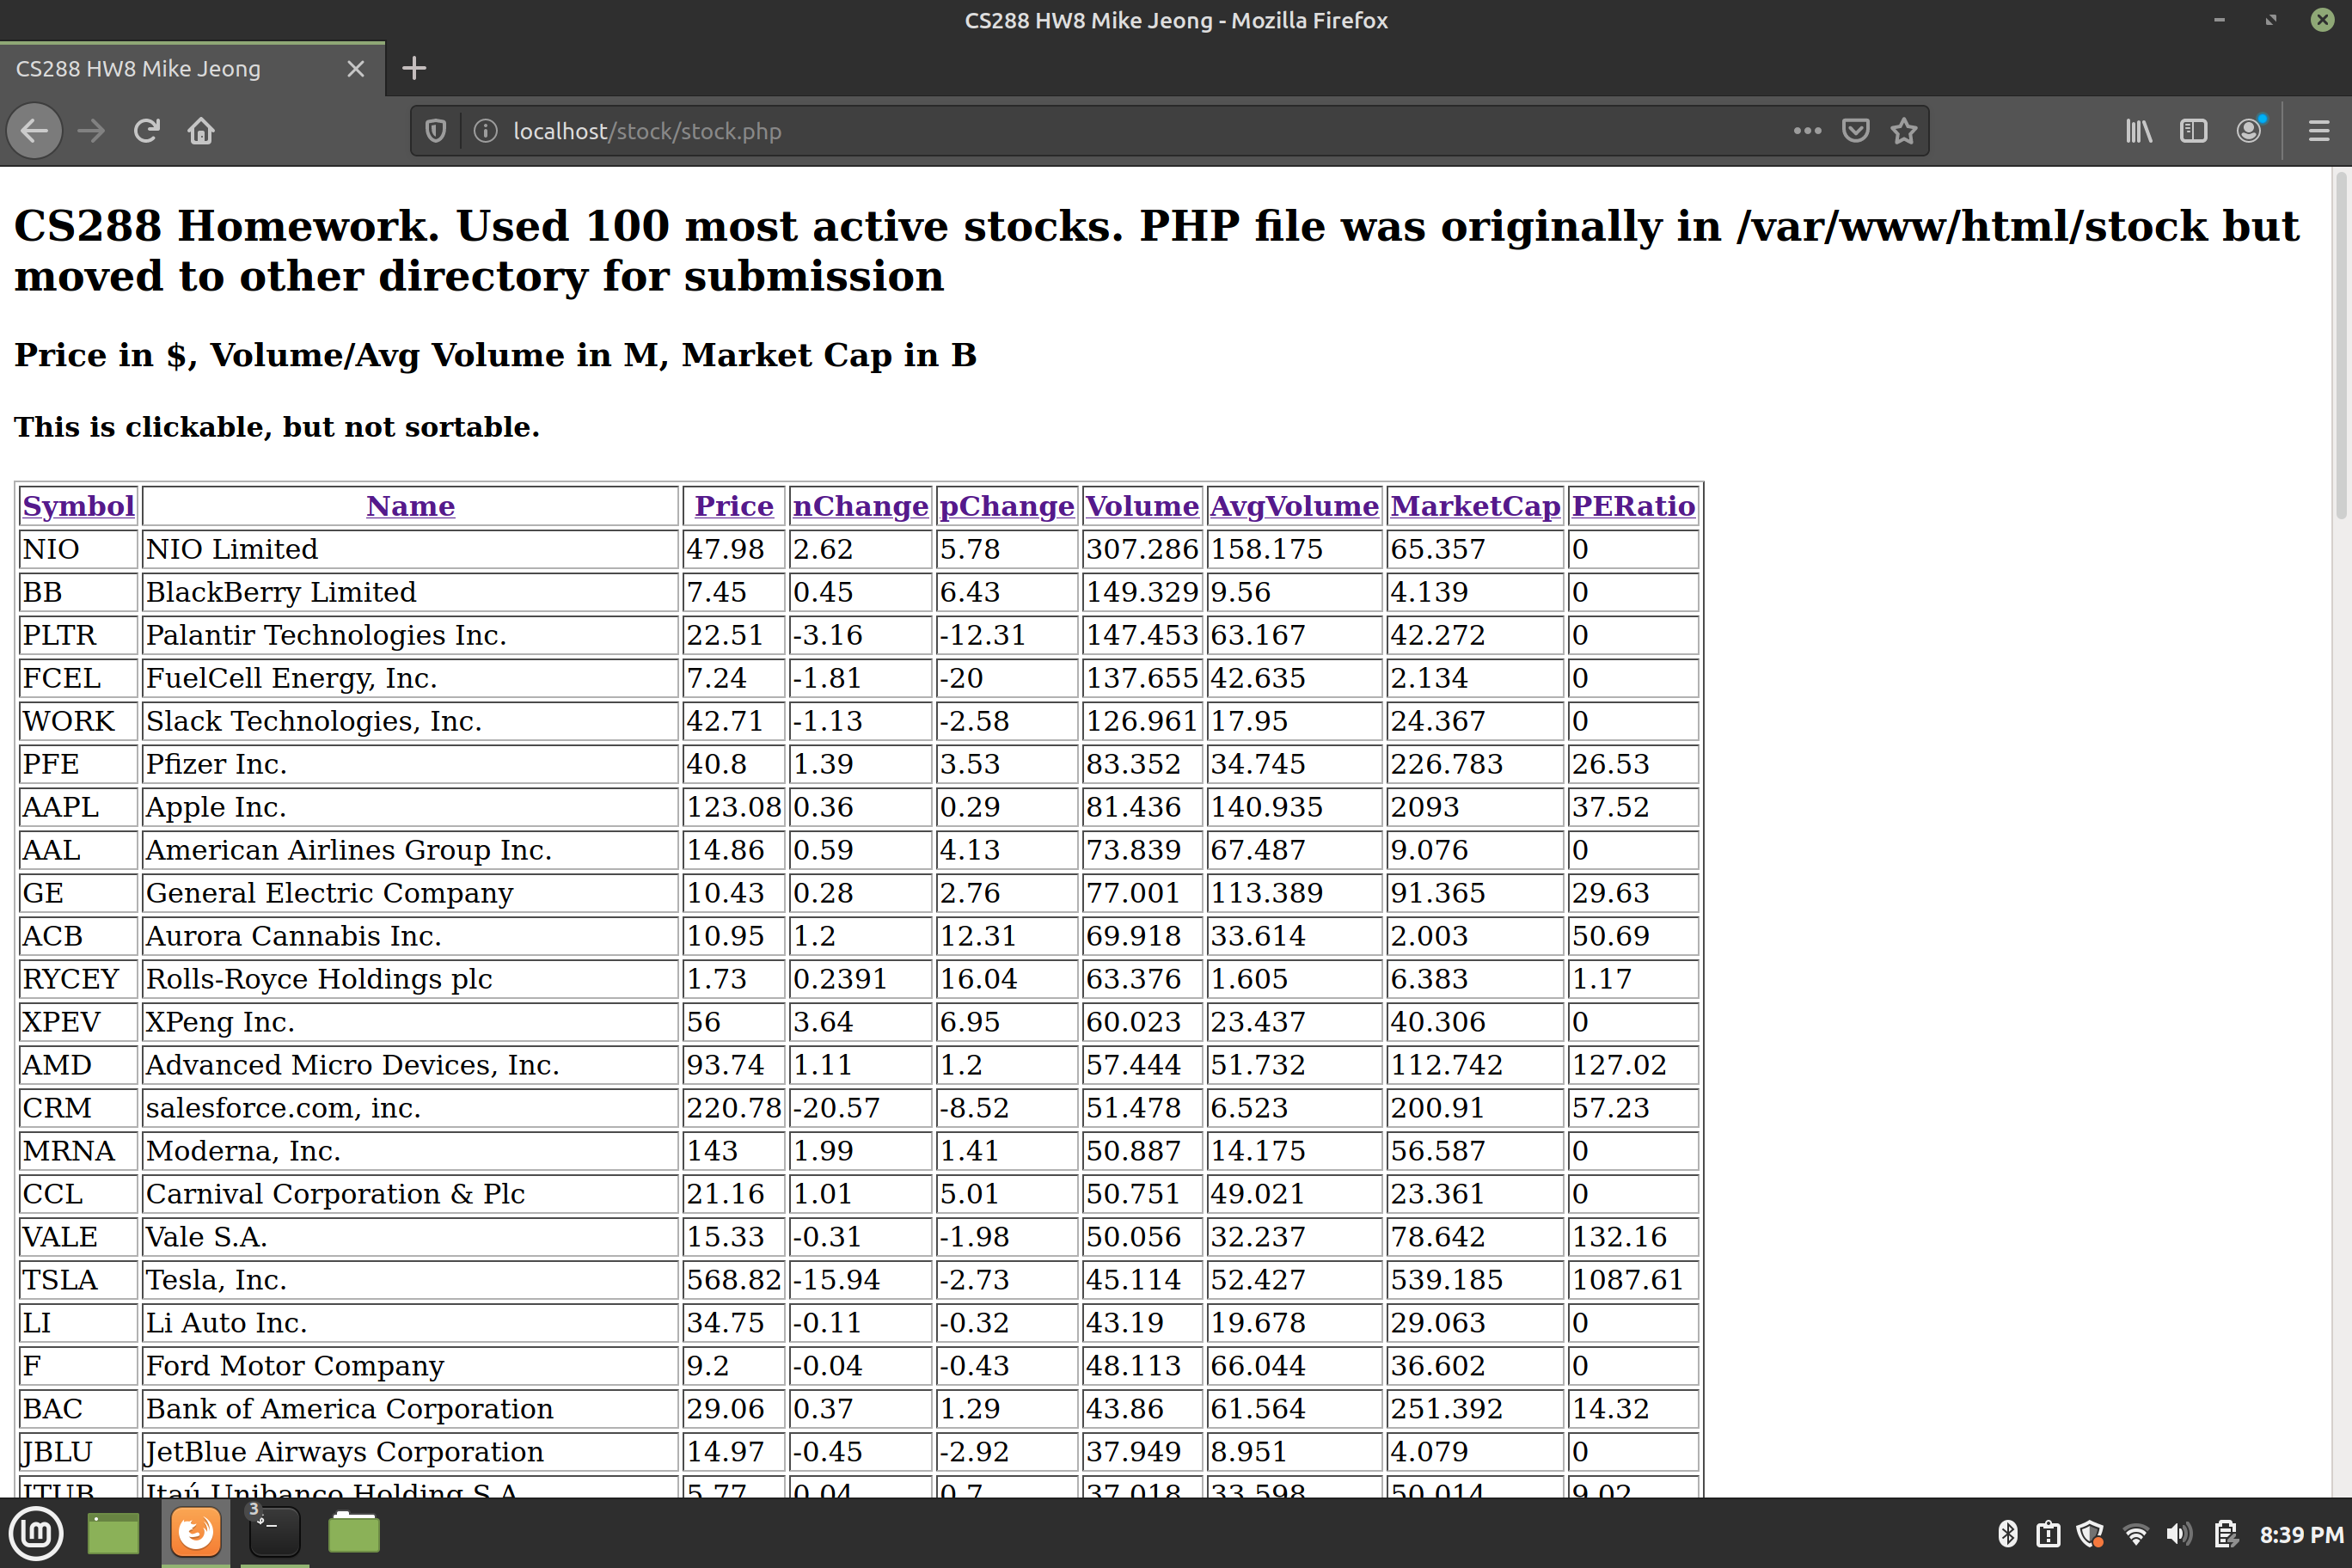 CS288 HW8 Mike Jeong - Mozilla Firefox
CS288 HW8 Mike Jeong
localhost/stock/stock.php
CS288 Homework. Used 100 most active stocks. PHP file was originally in /var/www/html/stock but
moved to other directory for submission
Price in $, Volume/Avg Volume in M, Market Cap in B
This is clickable, but not sortable.
Symbol Name Price nChange pChange Volume AvgVolume MarketCap PERatio
NIO NIO Limited 47.98 2.62 5.78 307.286 158.175 65.357 0
BB BlackBerry Limited 7.45 0.45 6.43 149.329 9.56 4.139 0
PLTR Palantir Technologies Inc. 22.51 -3.16 -12.31 147.453 63.167 42.272 0
FCEL FuelCell Energy, Inc. 7.24 -1.81 -20 137.655 42.635 2.134 0
WORK Slack Technologies, Inc. 42.71 -1.13 -2.58 126.961 17.95 24.367 0
PFE Pfizer Inc. 40.8 1.39 3.53 83.352 34.745 226.783 26.53
AAPL Apple Inc. 123.08 0.36 0.29 81.436 140.935 2093 37.52
AAL American Airlines Group Inc. 14.86 0.59 4.13 73.839 67.487 9.076 0
GE General Electric Company 10.43 0.28 2.76 77.001 113.389 91.365 29.63
ACB Aurora Cannabis Inc. 10.95 1.2 12.31 69.918 33.614 2.003 50.69
RYCEY Rolls-Royce Holdings plc 1.73 0.2391 16.04 63.376 1.605 6.383 1.17
XPEV XPeng Inc. 56 3.64 6.95 60.023 23.437 40.306 0
AMD Advanced Micro Devices, Inc. 93.74 1.11 1.2 57.444 51.732 112.742 127.02
CRM salesforce.com, inc. 220.78 -20.57 -8.52 51.478 6.523 200.91 57.23
MRNA Moderna, Inc. 143 1.99 1.41 50.887 14.175 56.587 0
CCL Carnival Corporation & Plc 21.16 1.01 5.01 50.751 49.021 23.361 0
VALE Vale S.A. 15.33 -0.31 -1.98 50.056 32.237 78.642 132.16
TSLA Tesla, Inc. 568.82 -15.94 -2.73 45.114 52.427 539.185 1087.61
LI Li Auto Inc. 34.75 -0.11 -0.32 43.19 19.678 29.063 0
F Ford Motor Company 9.2 -0.04 -0.43 48.113 66.044 36.602 0
BAC Bank of America Corporation 29.06 0.37 1.29 43.86 61.564 251.392 14.32
JBLU JetBlue Airways Corporation 14.97 -0.45 -2.92 37.949 8.951 4.079 0
ITUB Itaú Unibanco Holding S.A. 5.77 0.04 0.7 37.018 33.598 50.014 9.02
3
$_
8:39 PM